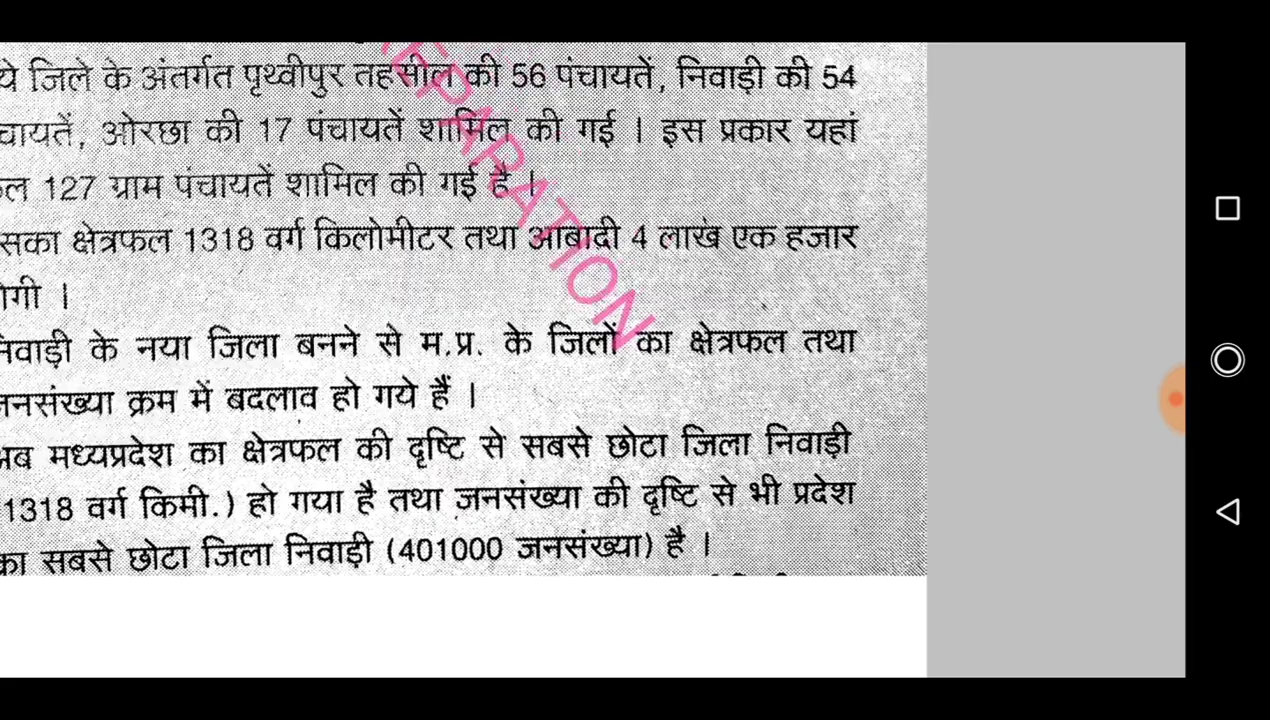 ये जिले के अंतर्गत पृथ्वीपुर तहसील की 56 पंचायतें, निवाड़ी की 54
चायतें, ओरछा की 17 पंचायतें शामिल की गई । इस प्रकार यहां
ल 127 ग्राम पंचायतें शामिल की गई है ।
सका क्षेत्रफल 1318 वर्ग किलोमीटर तथा आबादी 4 लाख एक हजार
ोगी ।
निवाड़ी के नया जिला बनने से म.प्र. के जिलों का क्षेत्रफल तथा
जनसंख्या क्रम में बदलाव हो गये हैं ।
अब मध्यप्रदेश का क्षेत्रफल की दृष्टि से सबसे छोटा जिला निवाड़ी
1318 वर्ग किमी.) हो गया है तथा जनसंख्या की दृष्टि से भी प्रदेश
का सबसे छोटा जिला निवाड़ी (401000 जनसंख्या) है ।
EPARATION